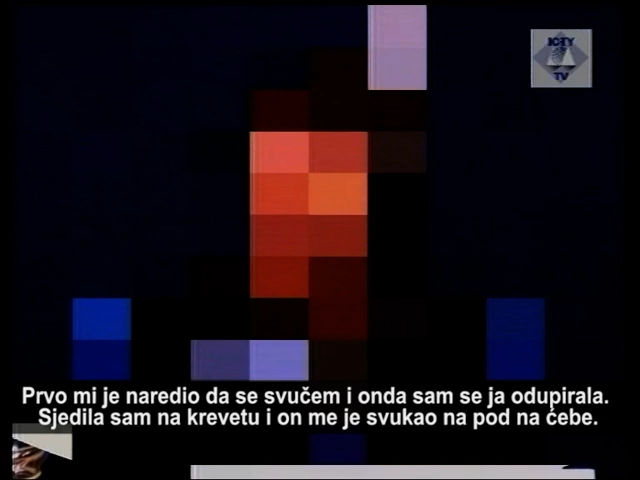 ICTY
TV
Prvo mi je naredio da se svučem i onda sam se ja odupirala.
Sjedila sam na krevetu i on me je svukao na pod na ćebe.